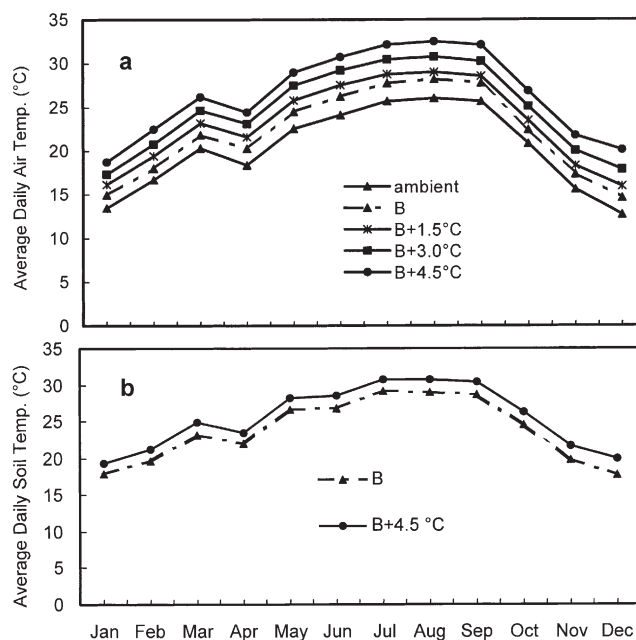 Average Daily Air Temp. (°C)
35
30
25
20
15
10
5
0
a
ambient
B
B+1.5°C
B+3.0°C
B+4.5°C
Average Daily Soil Temp. (°C)
35
30
25
20
15
10
5
0
b
B
B+4.5 °C
Jan Feb Mar Apr May Jun Jul Aug Sep Oct Nov Dec